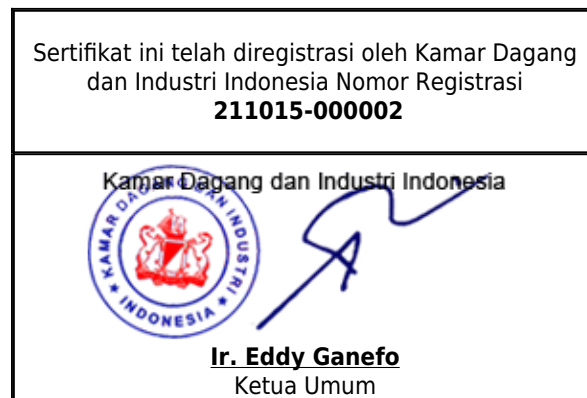 Sertifikat ini telah diregistrasi oleh Kamar Dagang
dan Industri Indonesia Nomor Registrasi
211015-000002
Kamar Dagang dan Industri Indonesia
KAMAR DAGANG DAN INDUSTRI
INDONESIA
Ir. Eddy Ganefo
Ketua Umum